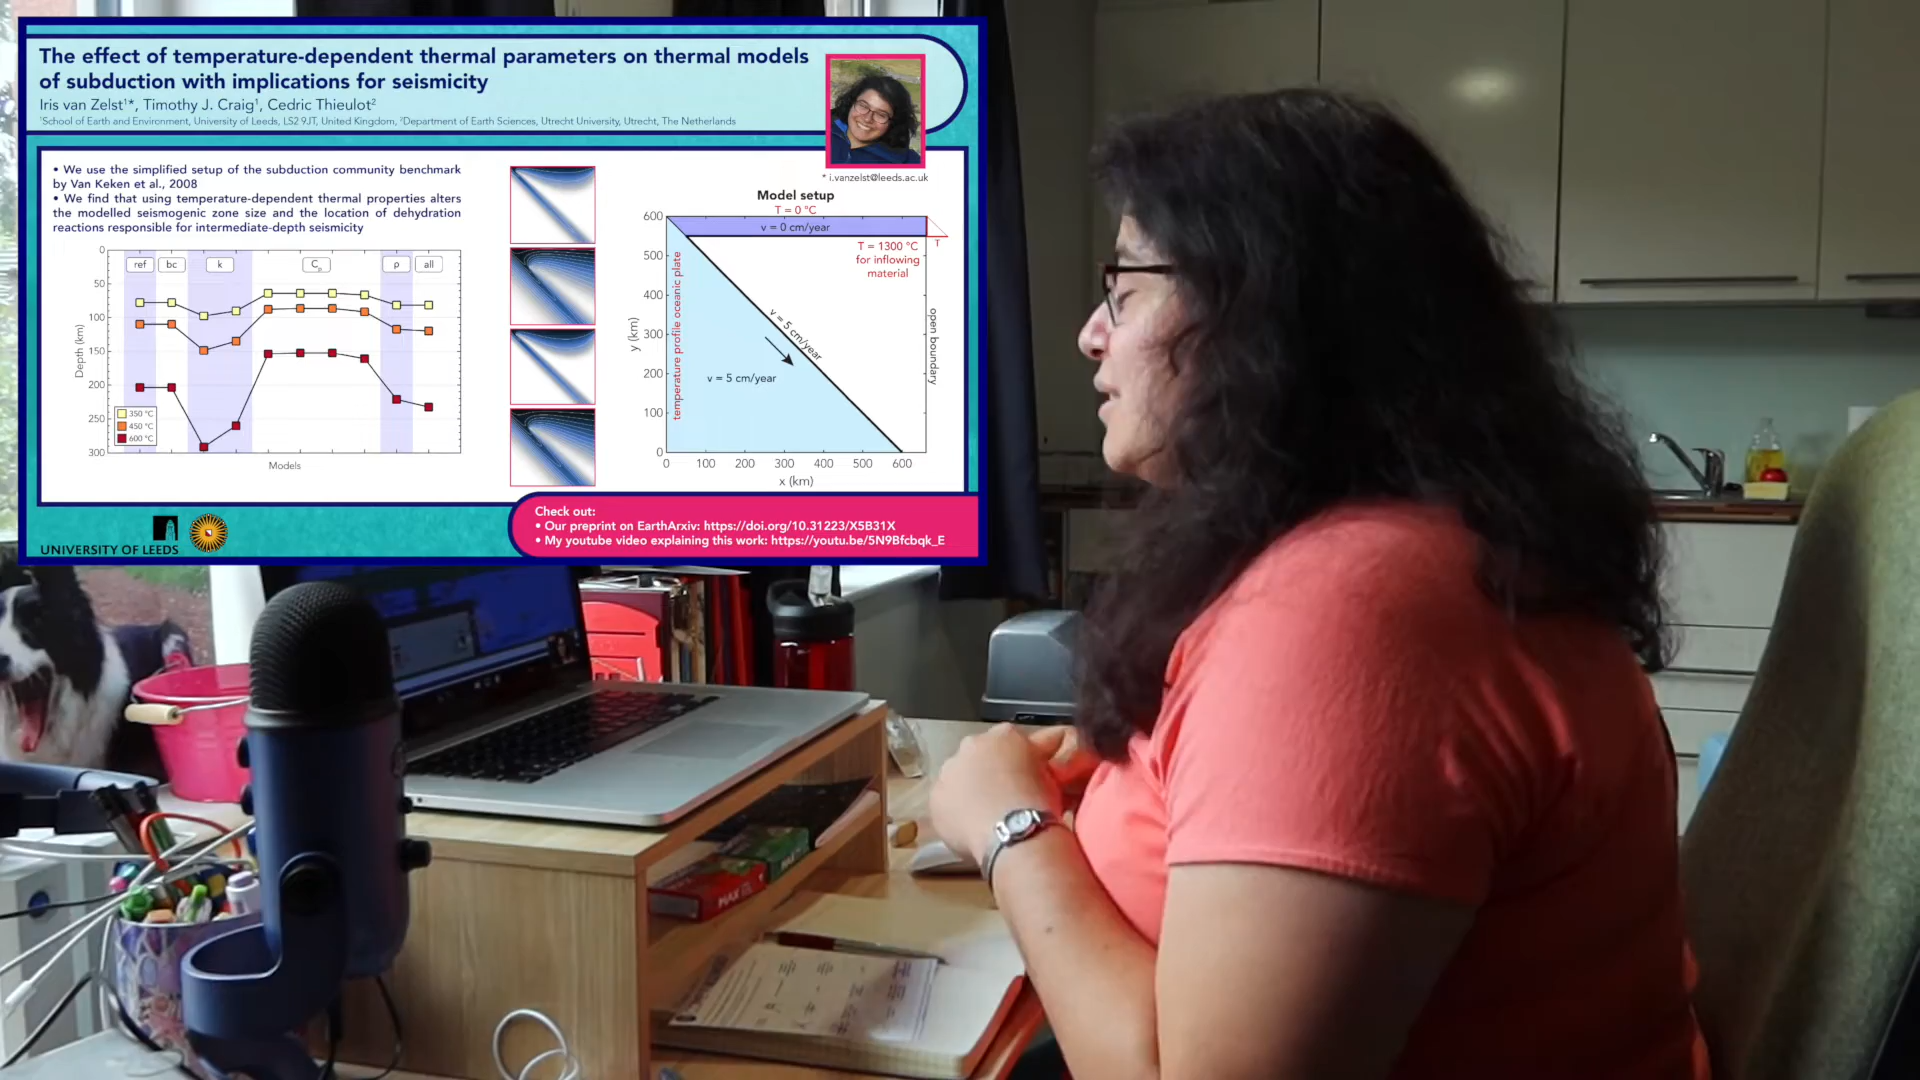 The effect of temperature-dependent thermal parameters on thermal models
of subduction with implications for seismicity
Iris van Zelst¹*, Timothy J. Craig¹, Cedric Thieulot²
¹School of Earth and Environment, University of Leeds, LS2 9JT, United Kingdom, ²Department of Earth Sciences, Utrecht University, Utrecht, The Netherlands
* i.vanzelst@leeds.ac.uk
• We use the simplified setup of the subduction community benchmark
by Van Keken et al., 2008
• We find that using temperature-dependent thermal properties alters
the modelled seismogenic zone size and the location of dehydration
reactions responsible for intermediate-depth seismicity
0
50
100
150
200
250
300
Depth (km)
ref bc k Cp ρ all
350 °C
450 °C
600 °C
Models
Model setup
T = 0 °C
v = 0 cm/year
T
T = 1300 °C
for inflowing
material
600
500
400
300
200
100
0
y (km)
temperature profile oceanic plate
v = 5 cm/year
v = 5 cm/year
open boundary
0 100 200 300 400 500 600
x (km)
Check out:
• Our preprint on EarthArxiv: https://doi.org/10.31223/X5B31X
• My youtube video explaining this work: https://youtu.be/5N9Bfcbqk_E
UNIVERSITY OF LEEDS
MAX